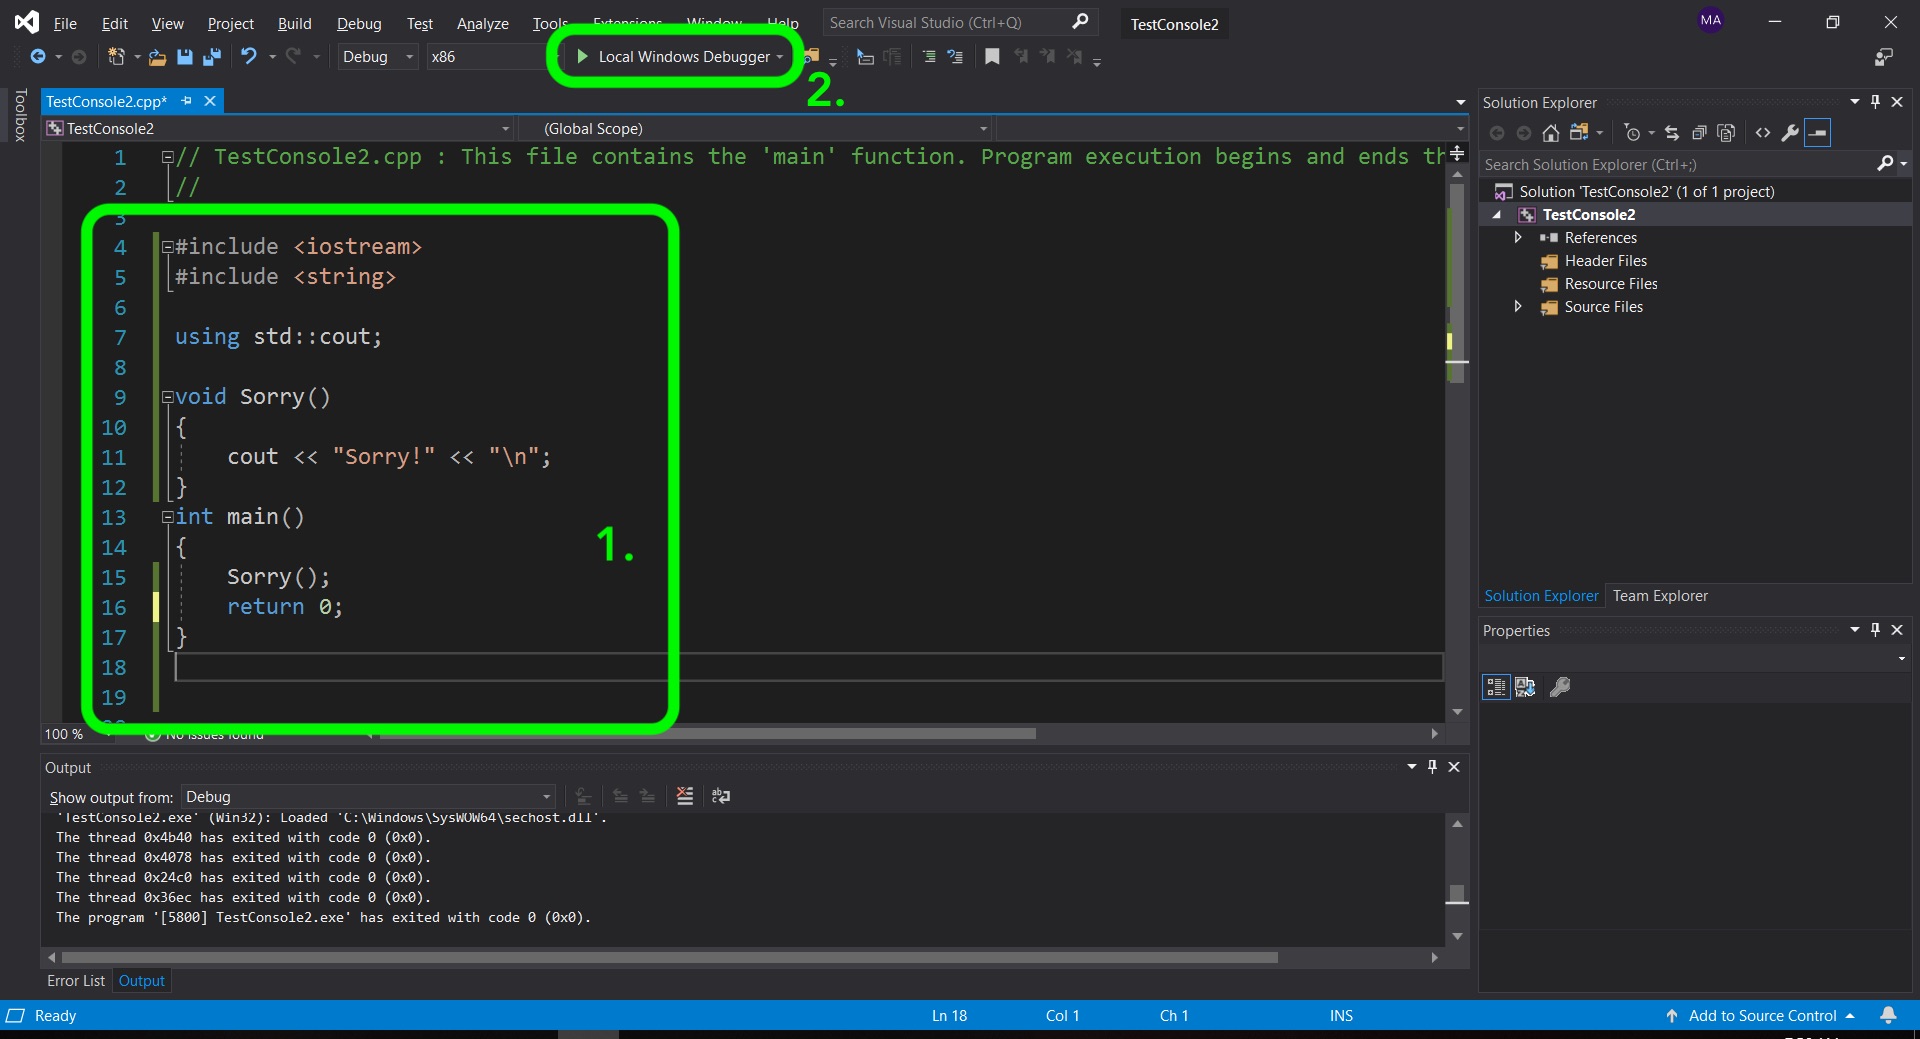 File Edit View Project Build Debug Test Analyze Tools Extensions Window Help Search Visual Studio (Ctrl+Q) TestConsole2 MA
Debug x86 Local Windows Debugger
2.
Toolbox
TestConsole2.cpp*
TestConsole2 (Global Scope)
1 // TestConsole2.cpp : This file contains the 'main' function. Program execution begins and ends th
2 //
3
4 #include <iostream>
5 #include <string>
6
7 using std::cout;
8
9 void Sorry()
10 {
11 cout << "Sorry!" << "\n";
12 }
13 int main()
14 {
15 Sorry();
16 return 0;
17 }
18
19
1.
100 % No issues found
Output
Show output from: Debug
'TestConsole2.exe' (Win32): Loaded 'C:\Windows\SysWOW64\sechost.dll'.
The thread 0x4b40 has exited with code 0 (0x0).
The thread 0x4078 has exited with code 0 (0x0).
The thread 0x24c0 has exited with code 0 (0x0).
The thread 0x36ec has exited with code 0 (0x0).
The program '[5800] TestConsole2.exe' has exited with code 0 (0x0).
Error List Output
Solution Explorer
Search Solution Explorer (Ctrl+;)
Solution 'TestConsole2' (1 of 1 project)
TestConsole2
References
Header Files
Resource Files
Source Files
Solution Explorer Team Explorer
Properties
Ready Ln 18 Col 1 Ch 1 INS Add to Source Control